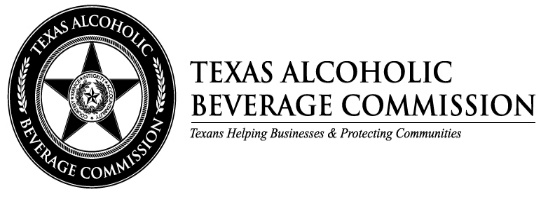 TEXAS ALCOHOLIC
BEVERAGE COMMISSION
TEXAS ALCOHOLIC
BEVERAGE COMMISSION
Texans Helping Businesses & Protecting Communities